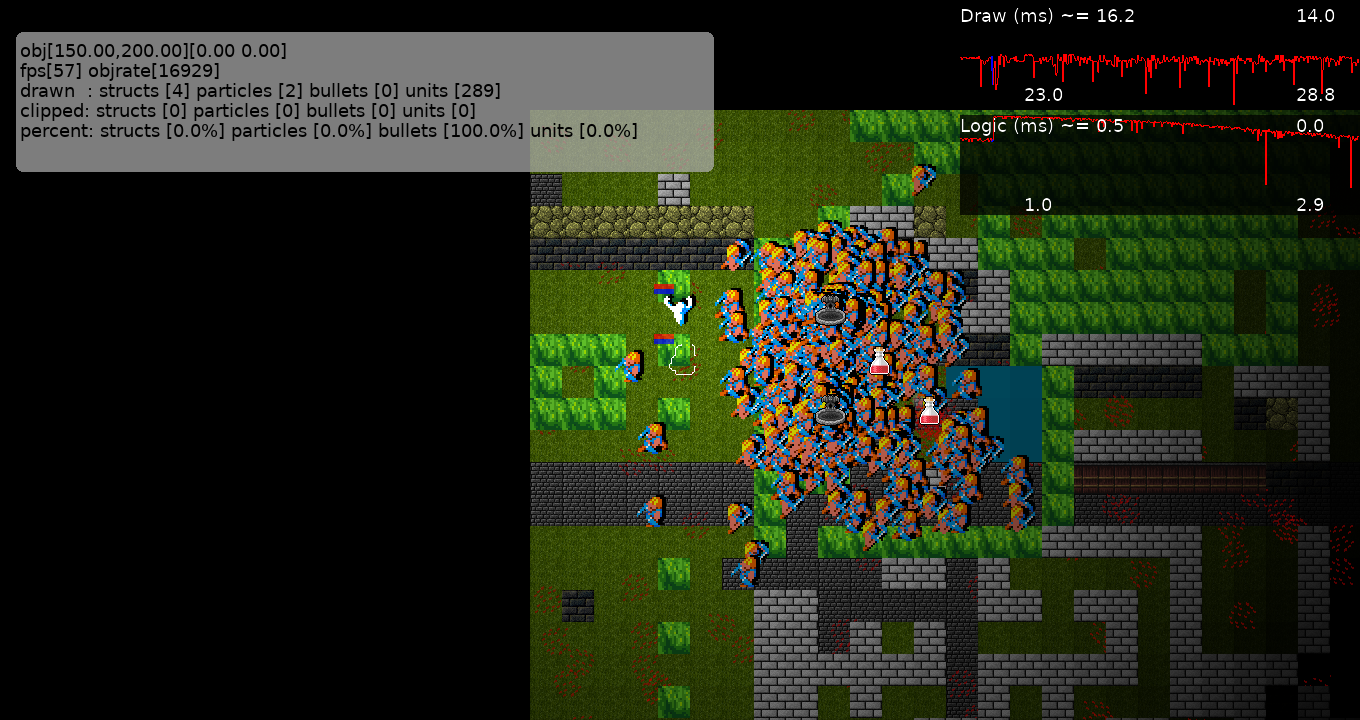 obj[150.00,200.00][0.00 0.00]
fps[57] objrate[16929]
drawn  : structs [4] particles [2] bullets [0] units [289]
clipped: structs [0] particles [0] bullets [0] units [0]
percent: structs [0.0%] particles [0.0%] bullets [100.0%] units [0.0%]
Draw (ms) ~= 16.2 14.0
23.0 28.8
Logic (ms) ~= 0.5 0.0
1.0 2.9